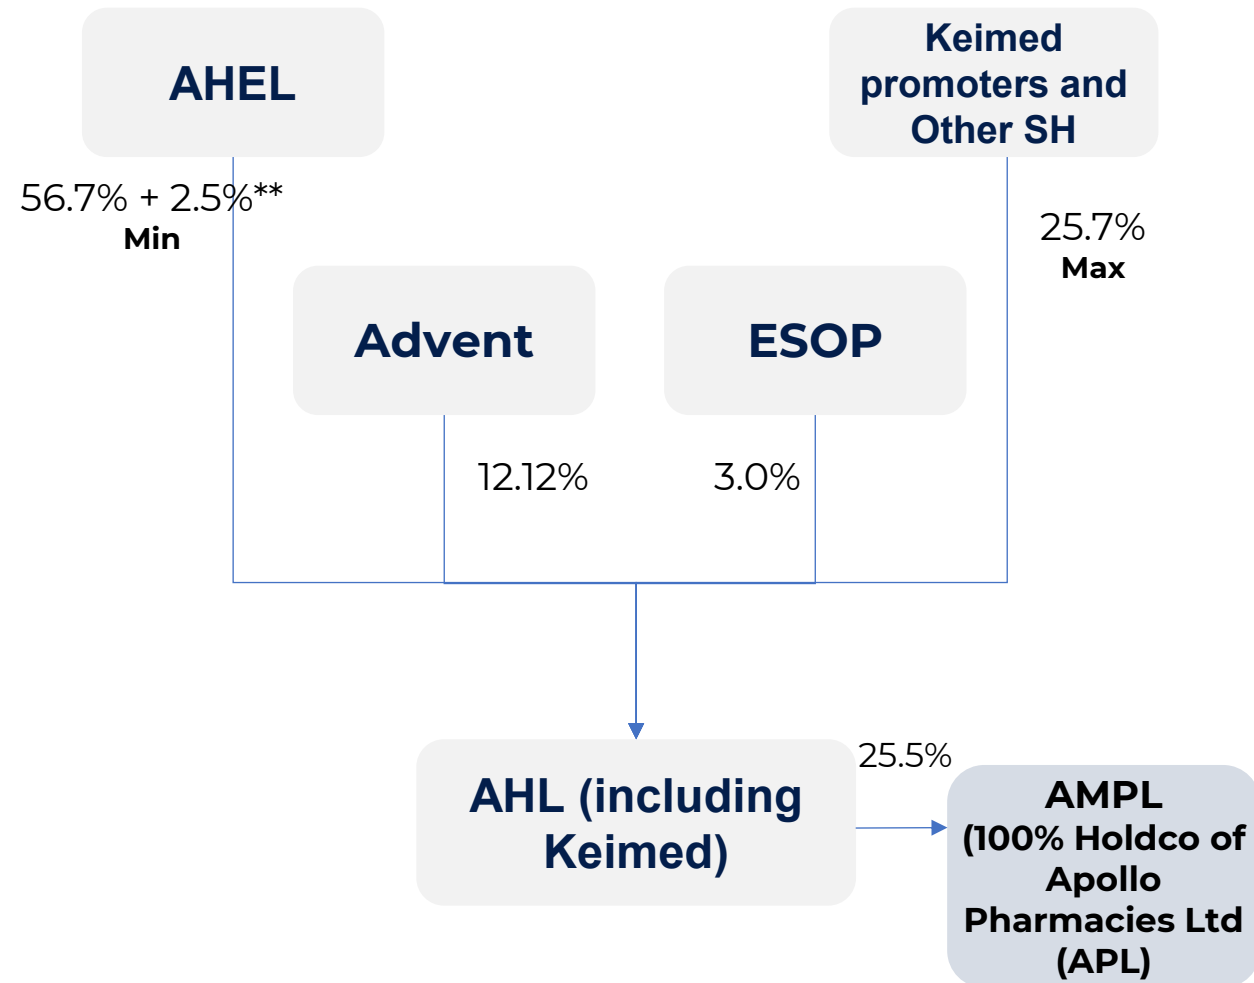 AHEL
Keimed
promoters and
Other SH
56.7% + 2.5%**
Min
25.7%
Max
Advent
ESOP
12.12%
3.0%
AHL (including
Keimed)
25.5%
AMPL
(100% Holdco of
Apollo
Pharmacies Ltd
(APL)